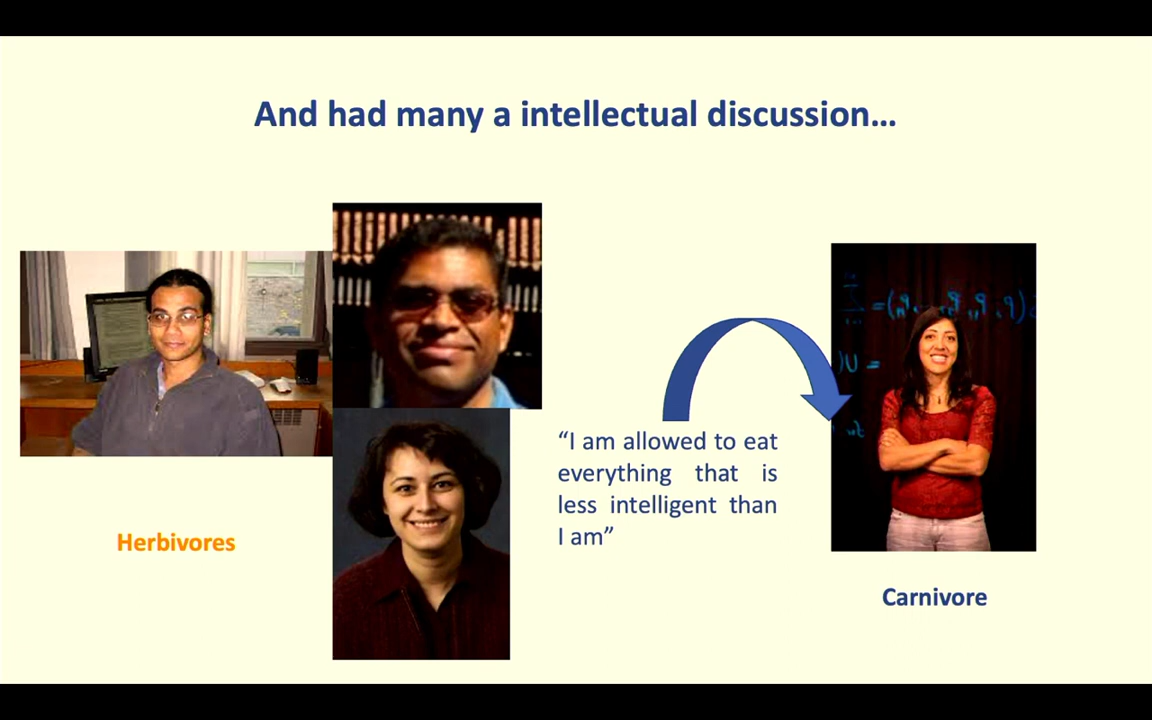 And had many a intellectual discussion...
“I am allowed to eat
everything that is
less intelligent than
I am”
Herbivores
Carnivore